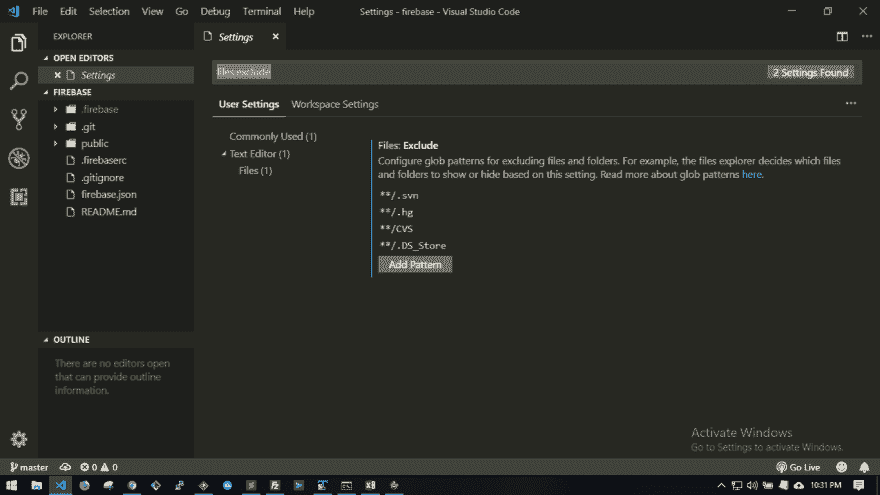 File Edit Selection View Go Debug Terminal Help
Settings - firebase - Visual Studio Code
EXPLORER
Settings
OPEN EDITORS
Settings
files.exclude
2 Settings Found
FIREBASE
.firebase
.git
public
.firebaserc
.gitignore
firebase.json
README.md
User Settings Workspace Settings
Commonly Used (1)
Text Editor (1)
Files (1)
Files: Exclude
Configure glob patterns for excluding files and folders. For example, the files explorer decides which files
and folders to show or hide based on this setting. Read more about glob patterns here.
**/.svn
**/.hg
**/CVS
**/.DS_Store
Add Pattern
OUTLINE
There are no editors open
that can provide outline
information.
Activate Windows
Go to Settings to activate Windows.
master 0 0
Go Live
10:31 PM